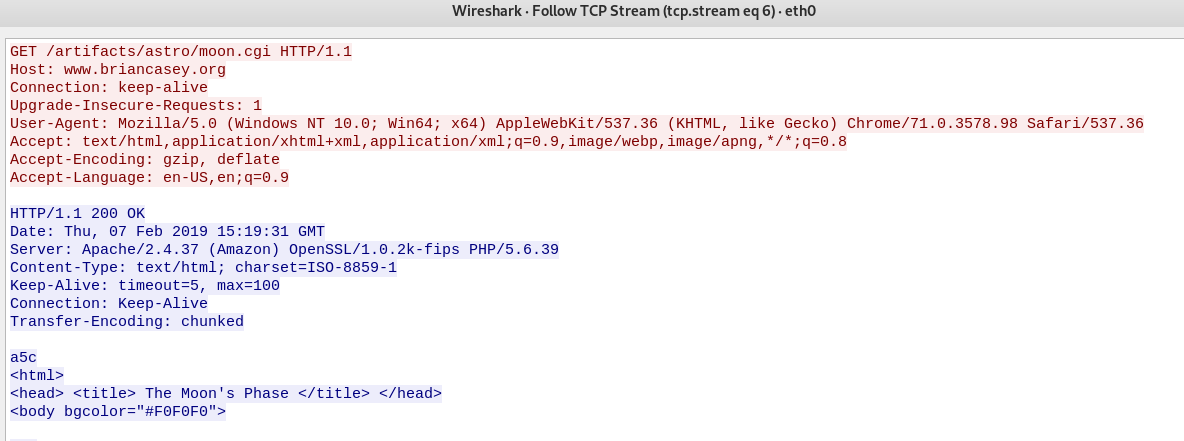 Wireshark · Follow TCP Stream (tcp.stream eq 6) · eth0
GET /artifacts/astro/moon.cgi HTTP/1.1
Host: www.briancasey.org
Connection: keep-alive
Upgrade-Insecure-Requests: 1
User-Agent: Mozilla/5.0 (Windows NT 10.0; Win64; x64) AppleWebKit/537.36 (KHTML, like Gecko) Chrome/71.0.3578.98 Safari/537.36
Accept: text/html,application/xhtml+xml,application/xml;q=0.9,image/webp,image/apng,*/*;q=0.8
Accept-Encoding: gzip, deflate
Accept-Language: en-US,en;q=0.9
HTTP/1.1 200 OK
Date: Thu, 07 Feb 2019 15:19:31 GMT
Server: Apache/2.4.37 (Amazon) OpenSSL/1.0.2k-fips PHP/5.6.39
Content-Type: text/html; charset=ISO-8859-1
Keep-Alive: timeout=5, max=100
Connection: Keep-Alive
Transfer-Encoding: chunked
a5c
<html>
<head> <title> The Moon's Phase </title> </head>
<body bgcolor="#F0F0F0">